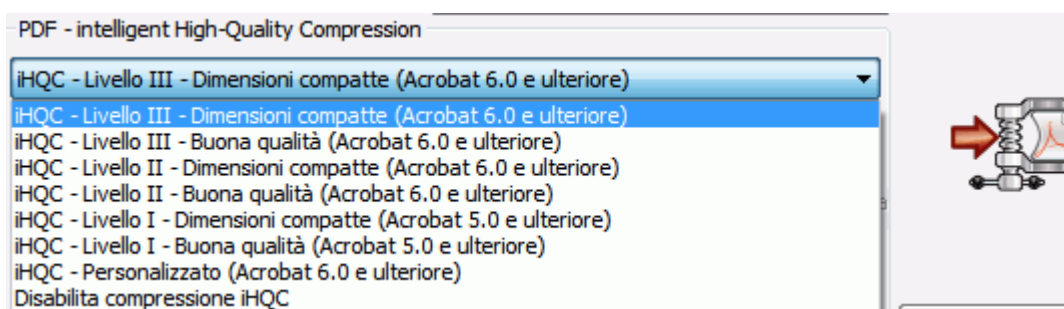 PDF - intelligent High-Quality Compression
iHQC - Livello III - Dimensioni compatte (Acrobat 6.0 e ulteriore)
iHQC - Livello III - Dimensioni compatte (Acrobat 6.0 e ulteriore)
iHQC - Livello III - Buona qualità (Acrobat 6.0 e ulteriore)
iHQC - Livello II - Dimensioni compatte (Acrobat 6.0 e ulteriore)
iHQC - Livello II - Buona qualità (Acrobat 6.0 e ulteriore)
iHQC - Livello I - Dimensioni compatte (Acrobat 5.0 e ulteriore)
iHQC - Livello I - Buona qualità (Acrobat 5.0 e ulteriore)
iHQC - Personalizzato (Acrobat 6.0 e ulteriore)
Disabilita compressione iHQC